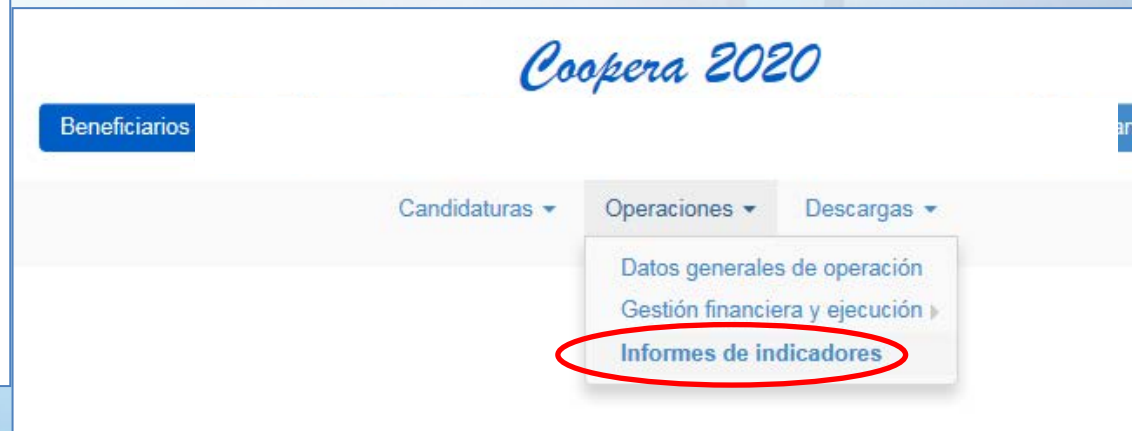 Coopera 2020
Beneficiarios
Candidaturas Operaciones Descargas
Datos generales de operación
Gestión financiera y ejecución
Informes de indicadores